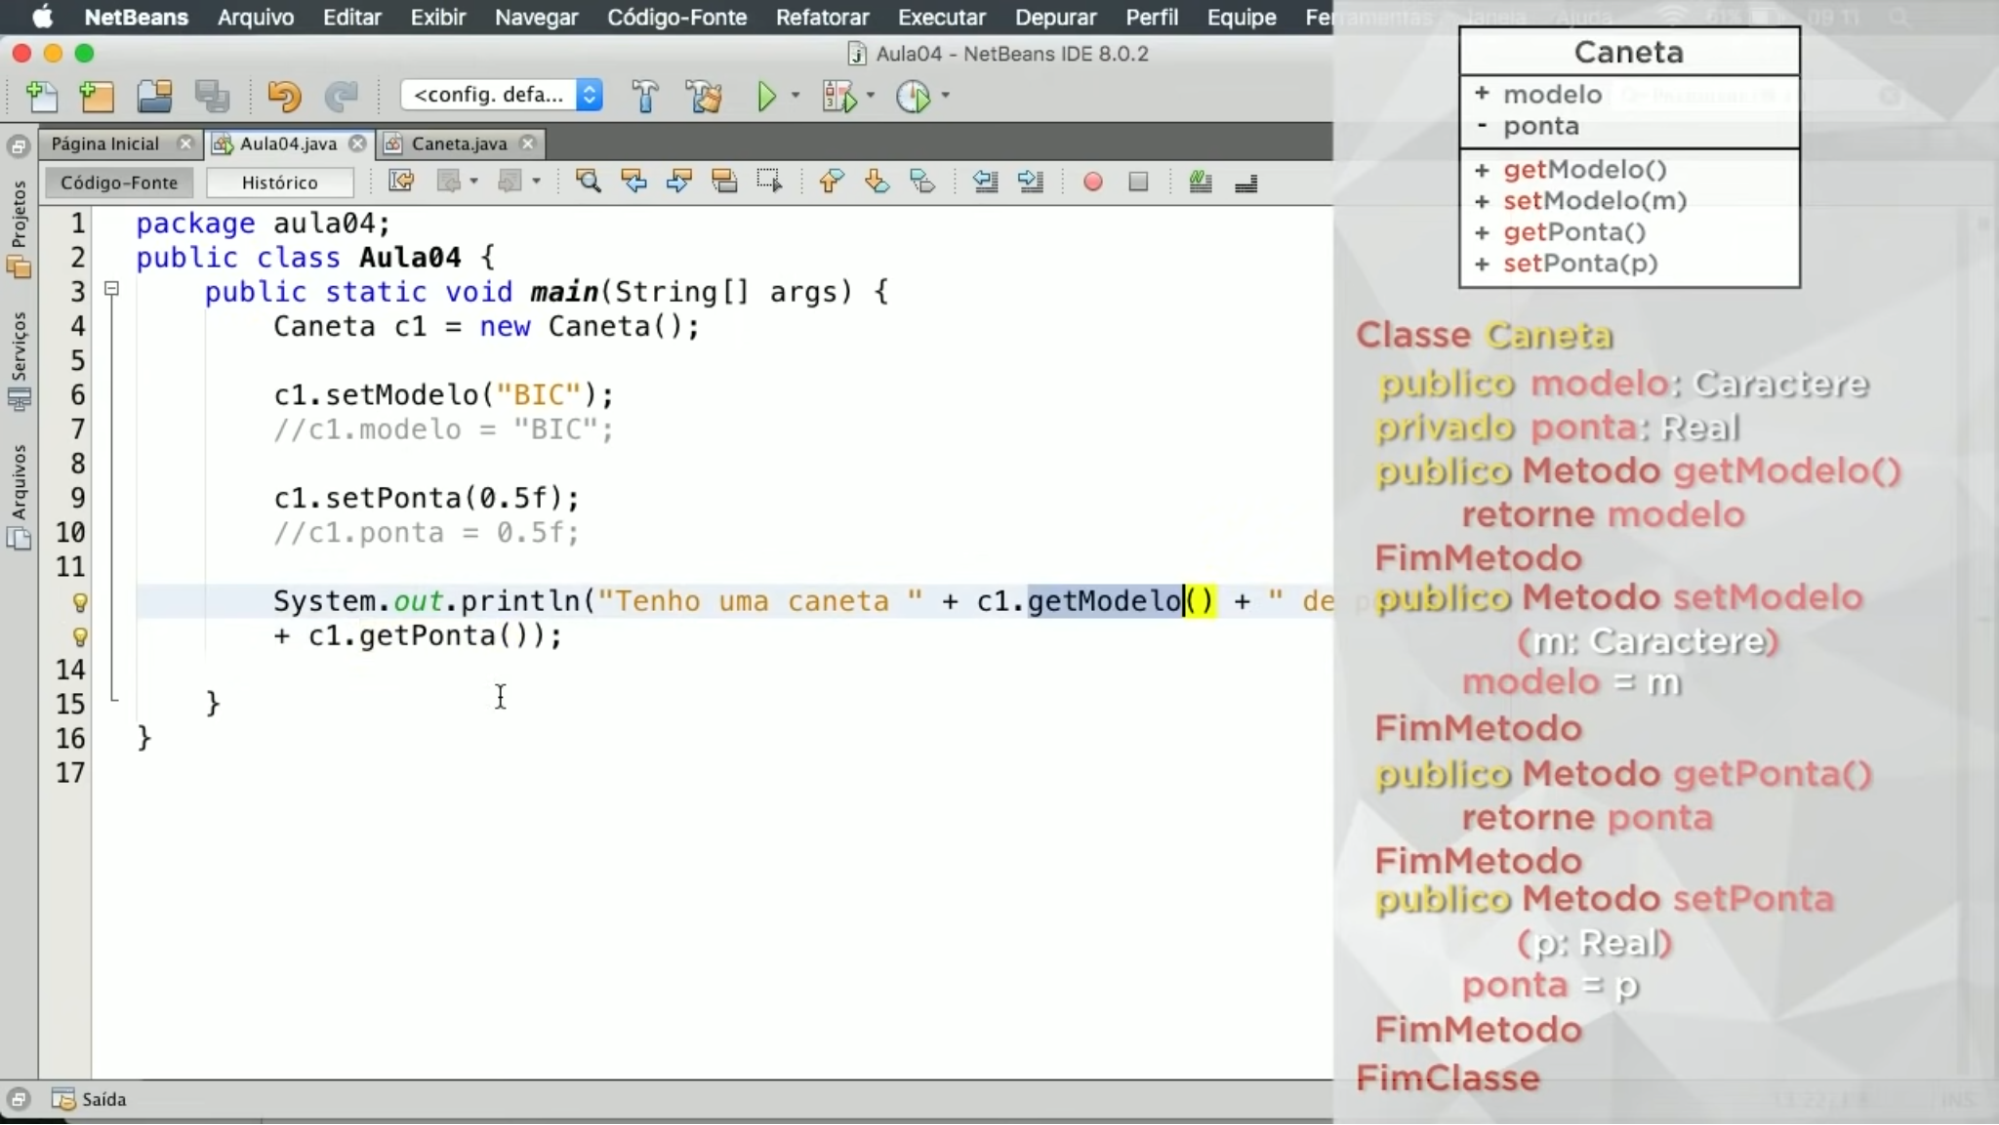 NetBeans Arquivo Editar Exibir Navegar Código-Fonte Refatorar Executar Depurar Perfil Equipe Ferramentas Janela Ajuda
Aula04 - NetBeans IDE 8.0.2
<config. defa...
Página Inicial Aula04.java Caneta.java
Código-Fonte Histórico
Projetos
Serviços
Arquivos
1 package aula04;
2 public class Aula04 {
3 public static void main(String[] args) {
4 Caneta c1 = new Caneta();
5
6 c1.setModelo("BIC");
7 //c1.modelo = "BIC";
8
9 c1.setPonta(0.5f);
10 //c1.ponta = 0.5f;
11
System.out.println("Tenho uma caneta " + c1.getModelo() + " de
+ c1.getPonta());
14
15 }
16 }
17
Saída
Caneta
+ modelo
- ponta
+ getModelo()
+ setModelo(m)
+ getPonta()
+ setPonta(p)
Classe Caneta
publico modelo: Caractere
privado ponta: Real
publico Metodo getModelo()
retorne modelo
FimMetodo
publico Metodo setModelo
(m: Caractere)
modelo = m
FimMetodo
publico Metodo getPonta()
retorne ponta
FimMetodo
publico Metodo setPonta
(p: Real)
ponta = p
FimMetodo
FimClasse